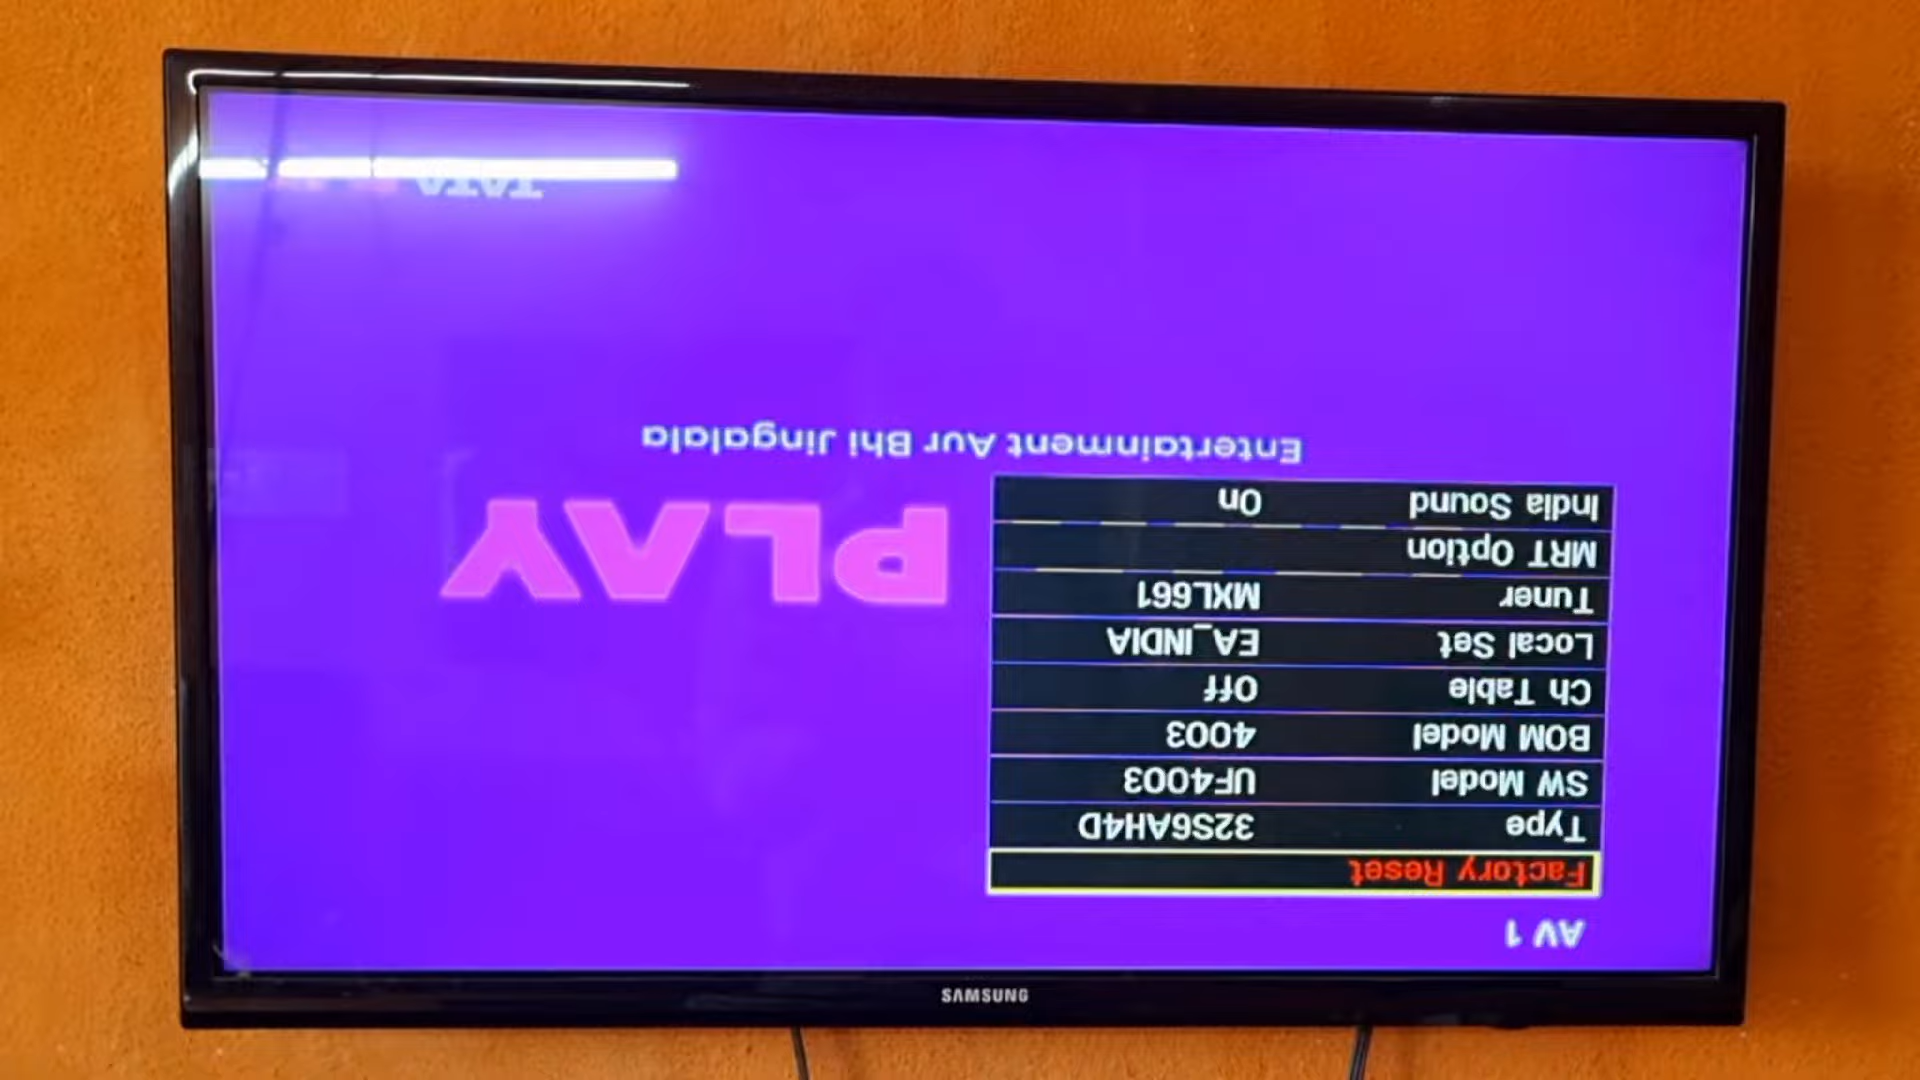 AV 1
Factory Reset
Type 32S6AH4D
SW Model UF4003
BOM Model 4003
Ch Table Off
Local Set EA_INDIA
Tuner MXL661
MRT Option
India Sound On
PLAY
Entertainment Aur Bhi Jingalala
TATA
SAMSUNG